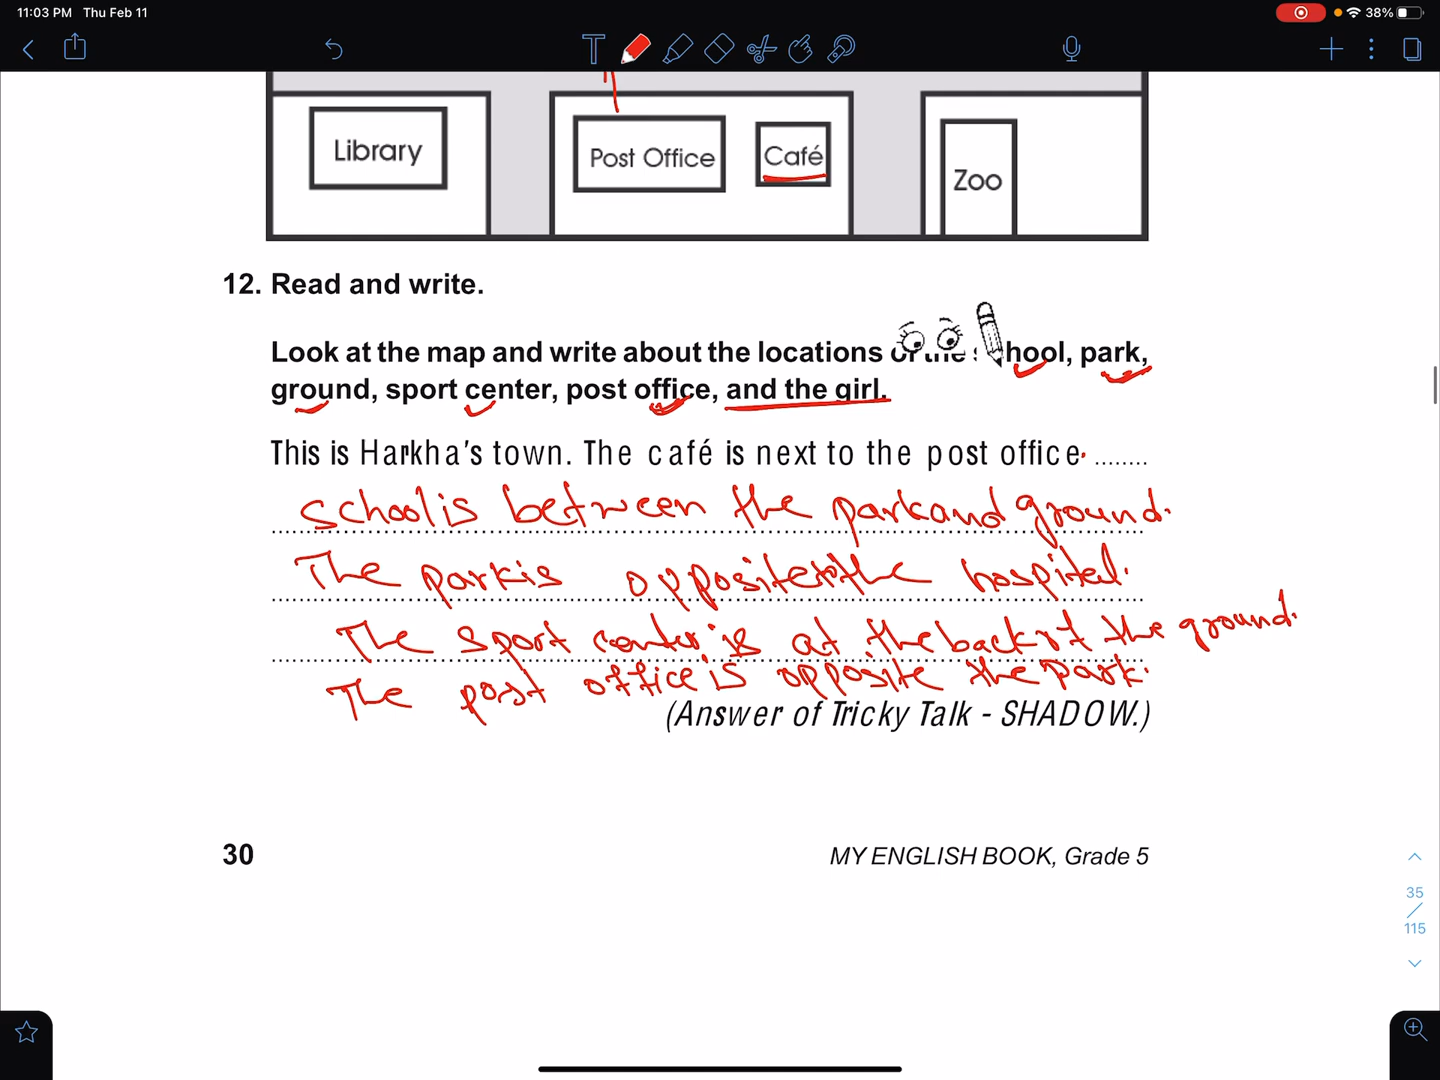 11:03 PM Thu Feb 11
38%
Library
Post Office
Café
Zoo
12. Read and write.
Look at the map and write about the locations of the school, park,
ground, sport center, post office, and the girl.
This is Harkha's town. The café is next to the post office. ........
School is between the park and ground.
The park is opposite to the hospital.
The sport center is at the back of the ground.
The post office is opposite the park.
(Answer of Tricky Talk - SHADOW.)
30
MY ENGLISH BOOK, Grade 5
35
/
115